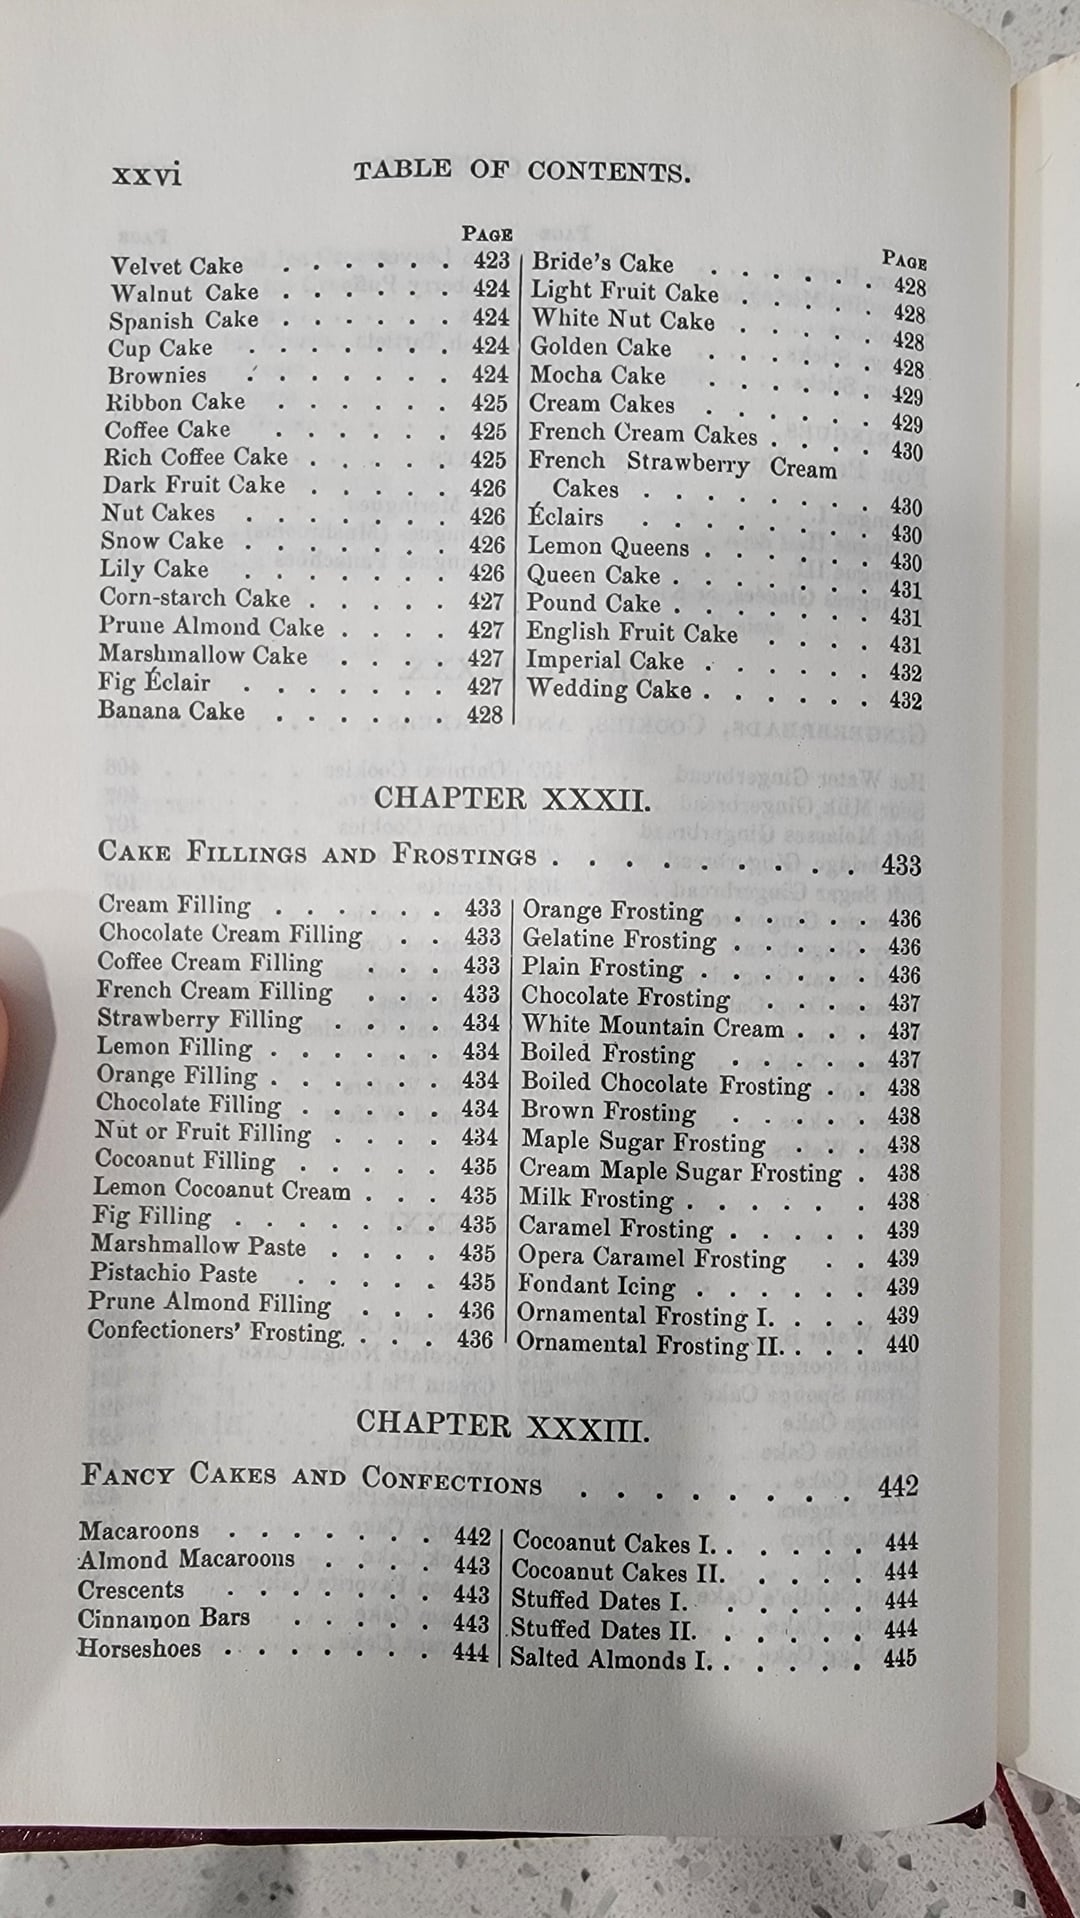 xxvi TABLE OF CONTENTS.
PAGE
Velvet Cake . . . . . . 423
Walnut Cake . . . . . . 424
Spanish Cake . . . . . . 424
Cup Cake . . . . . . . 424
Brownies . . . . . . . 424
Ribbon Cake . . . . . . 425
Coffee Cake . . . . . . 425
Rich Coffee Cake . . . . . 425
Dark Fruit Cake . . . . . 426
Nut Cakes . . . . . . . 426
Snow Cake . . . . . . . 426
Lily Cake . . . . . . . 426
Corn-starch Cake . . . . . 427
Prune Almond Cake . . . . 427
Marshmallow Cake . . . . 427
Fig Éclair . . . . . . . 427
Banana Cake . . . . . . 428
PAGE
Bride's Cake . . . . . . 428
Light Fruit Cake . . . . . 428
White Nut Cake . . . . . 428
Golden Cake . . . . . . 428
Mocha Cake . . . . . . 429
Cream Cakes . . . . . . 429
French Cream Cakes . . . . 430
French Strawberry Cream
Cakes . . . . . . . 430
Éclairs . . . . . . . 430
Lemon Queens . . . . . . 430
Queen Cake . . . . . . . 431
Pound Cake . . . . . . . 431
English Fruit Cake . . . . 431
Imperial Cake . . . . . . 432
Wedding Cake . . . . . . 432
CHAPTER XXXII.
CAKE FILLINGS AND FROSTINGS . . . . . . . . . 433
Cream Filling . . . . . . 433
Chocolate Cream Filling . . 433
Coffee Cream Filling . . . 433
French Cream Filling . . . 433
Strawberry Filling . . . . 434
Lemon Filling . . . . . . 434
Orange Filling . . . . . . 434
Chocolate Filling . . . . . 434
Nut or Fruit Filling . . . . 434
Cocoanut Filling . . . . . 435
Lemon Cocoanut Cream . . . 435
Fig Filling . . . . . . . 435
Marshmallow Paste . . . . 435
Pistachio Paste . . . . . 435
Prune Almond Filling . . . 436
Confectioners' Frosting. . . . 436
Orange Frosting . . . . . 436
Gelatine Frosting . . . . . 436
Plain Frosting . . . . . . 436
Chocolate Frosting . . . . 437
White Mountain Cream . . . 437
Boiled Frosting . . . . . 437
Boiled Chocolate Frosting . . 438
Brown Frosting . . . . . 438
Maple Sugar Frosting . . . 438
Cream Maple Sugar Frosting . 438
Milk Frosting . . . . . . 438
Caramel Frosting . . . . . 439
Opera Caramel Frosting . . 439
Fondant Icing . . . . . . 439
Ornamental Frosting I. . . . 439
Ornamental Frosting II. . . . 440
CHAPTER XXXIII.
FANCY CAKES AND CONFECTIONS . . . . . . . . 442
Macaroons . . . . . . . 442
Almond Macaroons . . . . 443
Crescents . . . . . . . 443
Cinnamon Bars . . . . . 443
Horseshoes . . . . . . . 444
Cocoanut Cakes I. . . . . . 444
Cocoanut Cakes II. . . . . 444
Stuffed Dates I. . . . . . 444
Stuffed Dates II. . . . . . 444
Salted Almonds I. . . . . . 445